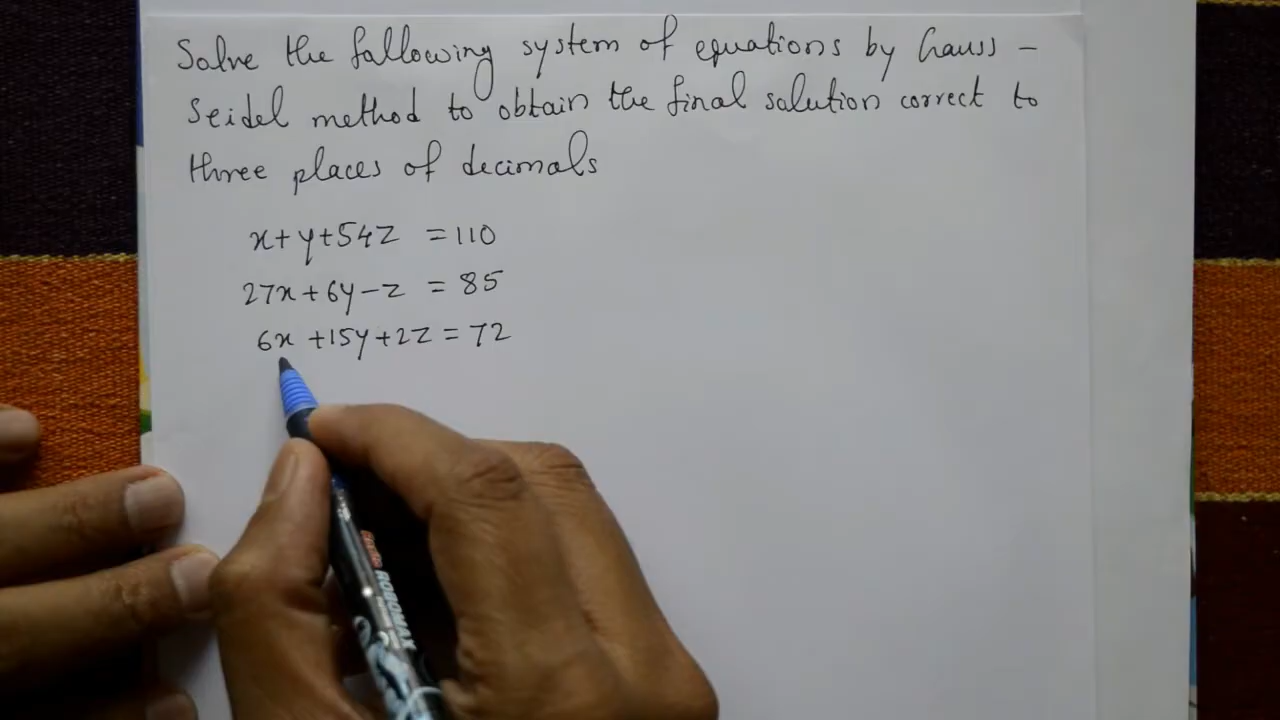 Solve the following system of equations by Gauss -
Seidel method to obtain the final solution correct to
three places of decimals
x+y+54z = 110
27x+6y-z = 85
6x +15y+2z = 72
ROBOMAX